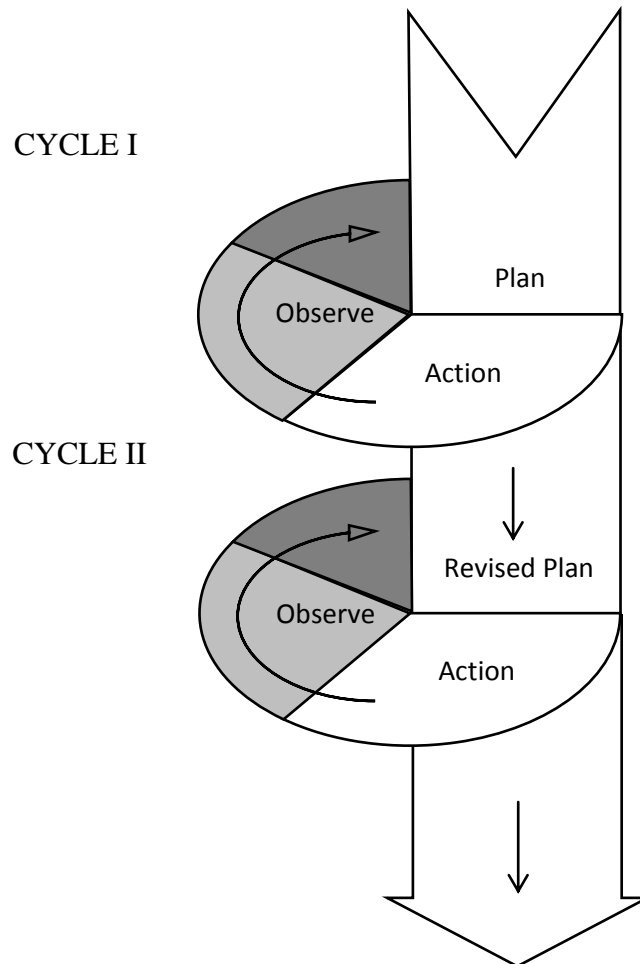 CYCLE I
Plan
Observe
Action
CYCLE II
Revised Plan
Observe
Action